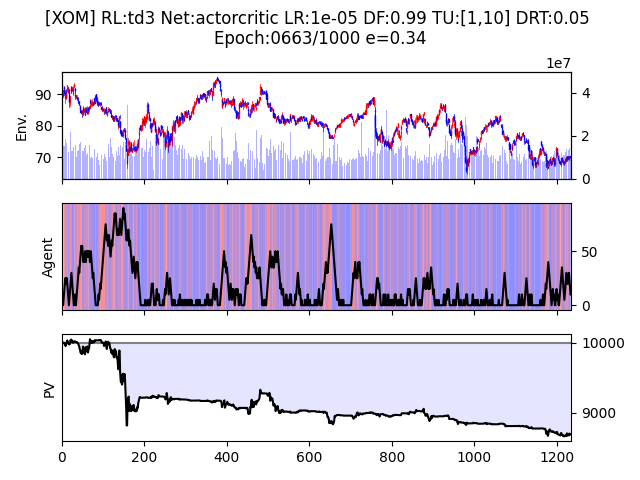 [XOM] RL:td3 Net:actorcritic LR:1e-05 DF:0.99 TU:[1,10] DRT:0.05
Epoch:0663/1000 e=0.34
1e7
Env.
90
80
70
4
2
0
Agent
50
0
PV
10000
9000
0 200 400 600 800 1000 1200